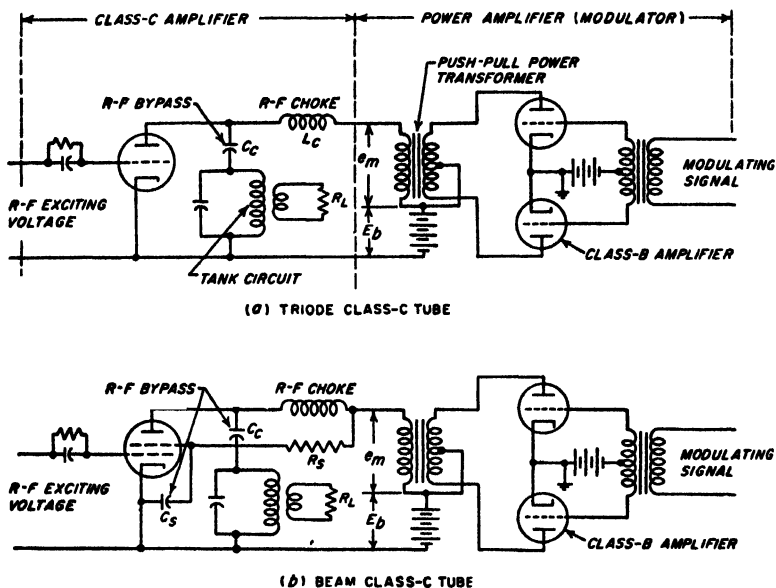 CLASS-C AMPLIFIER
POWER AMPLIFIER (MODULATOR)
PUSH-PULL POWER
TRANSFORMER
R-F BYPASS
R-F CHOKE
Cc
Lc
em
R-F EXCITING
VOLTAGE
RL
Eb
MODULATING
SIGNAL
TANK CIRCUIT
CLASS-B AMPLIFIER
(a) TRIODE CLASS-C TUBE
R-F BYPASS
R-F CHOKE
Cc
Rs
em
R-F EXCITING
VOLTAGE
Cs
RL
Eb
MODULATING
SIGNAL
CLASS-B AMPLIFIER
(b) BEAM CLASS-C TUBE